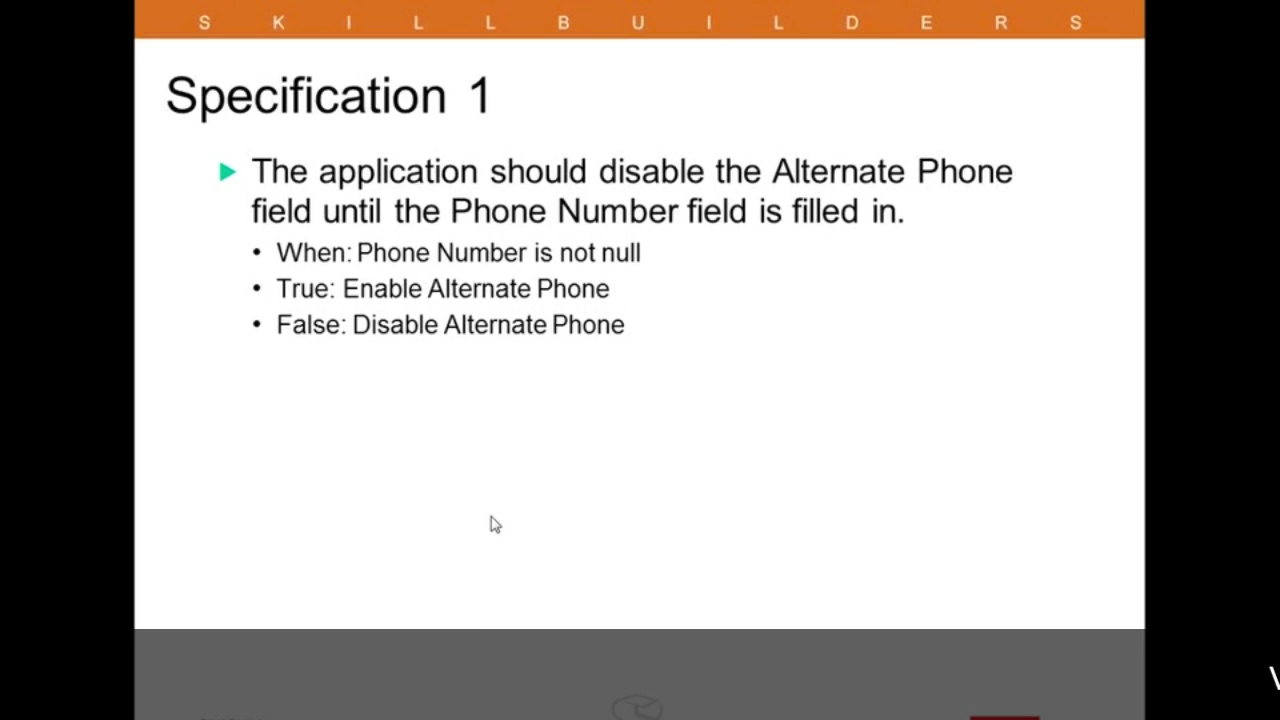 S K I L L B U I L D E R S
Specification 1
The application should disable the Alternate Phone
field until the Phone Number field is filled in.
• When: Phone Number is not null
• True: Enable Alternate Phone
• False: Disable Alternate Phone